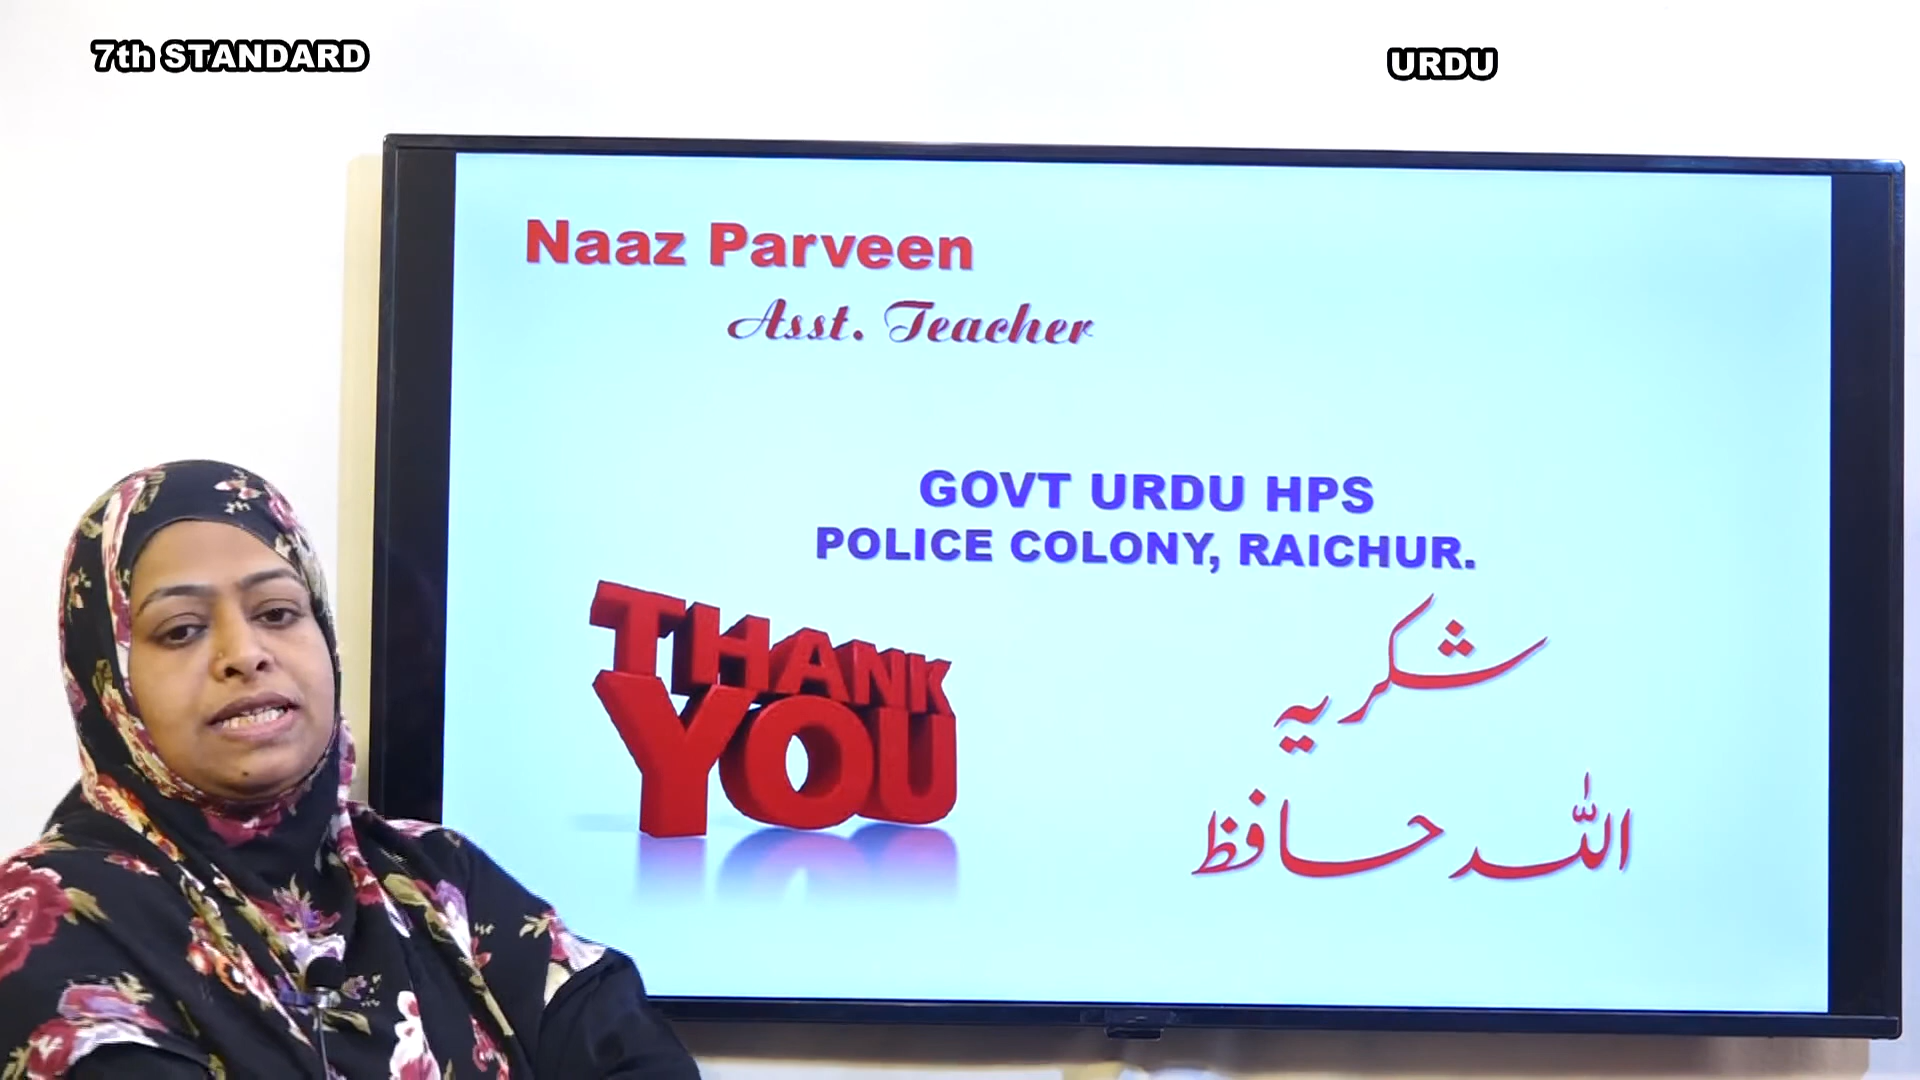 7th STANDARD
URDU
Naaz Parveen
Asst. Teacher
GOVT URDU HPS
POLICE COLONY, RAICHUR.
THANK
YOU
شکریہ
اللہ حافظ